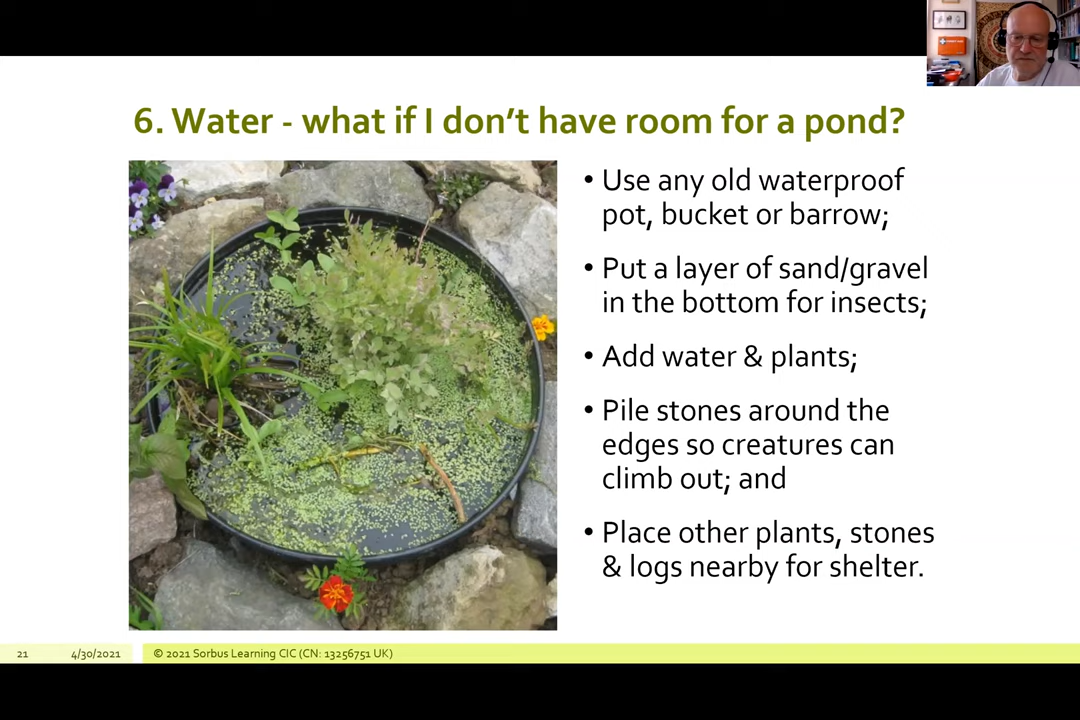 6. Water - what if I don’t have room for a pond?
• Use any old waterproof
pot, bucket or barrow;
• Put a layer of sand/gravel
in the bottom for insects;
• Add water & plants;
• Pile stones around the
edges so creatures can
climb out; and
• Place other plants, stones
& logs nearby for shelter.
21 4/30/2021 © 2021 Sorbus Learning CIC (CN: 13256751 UK)